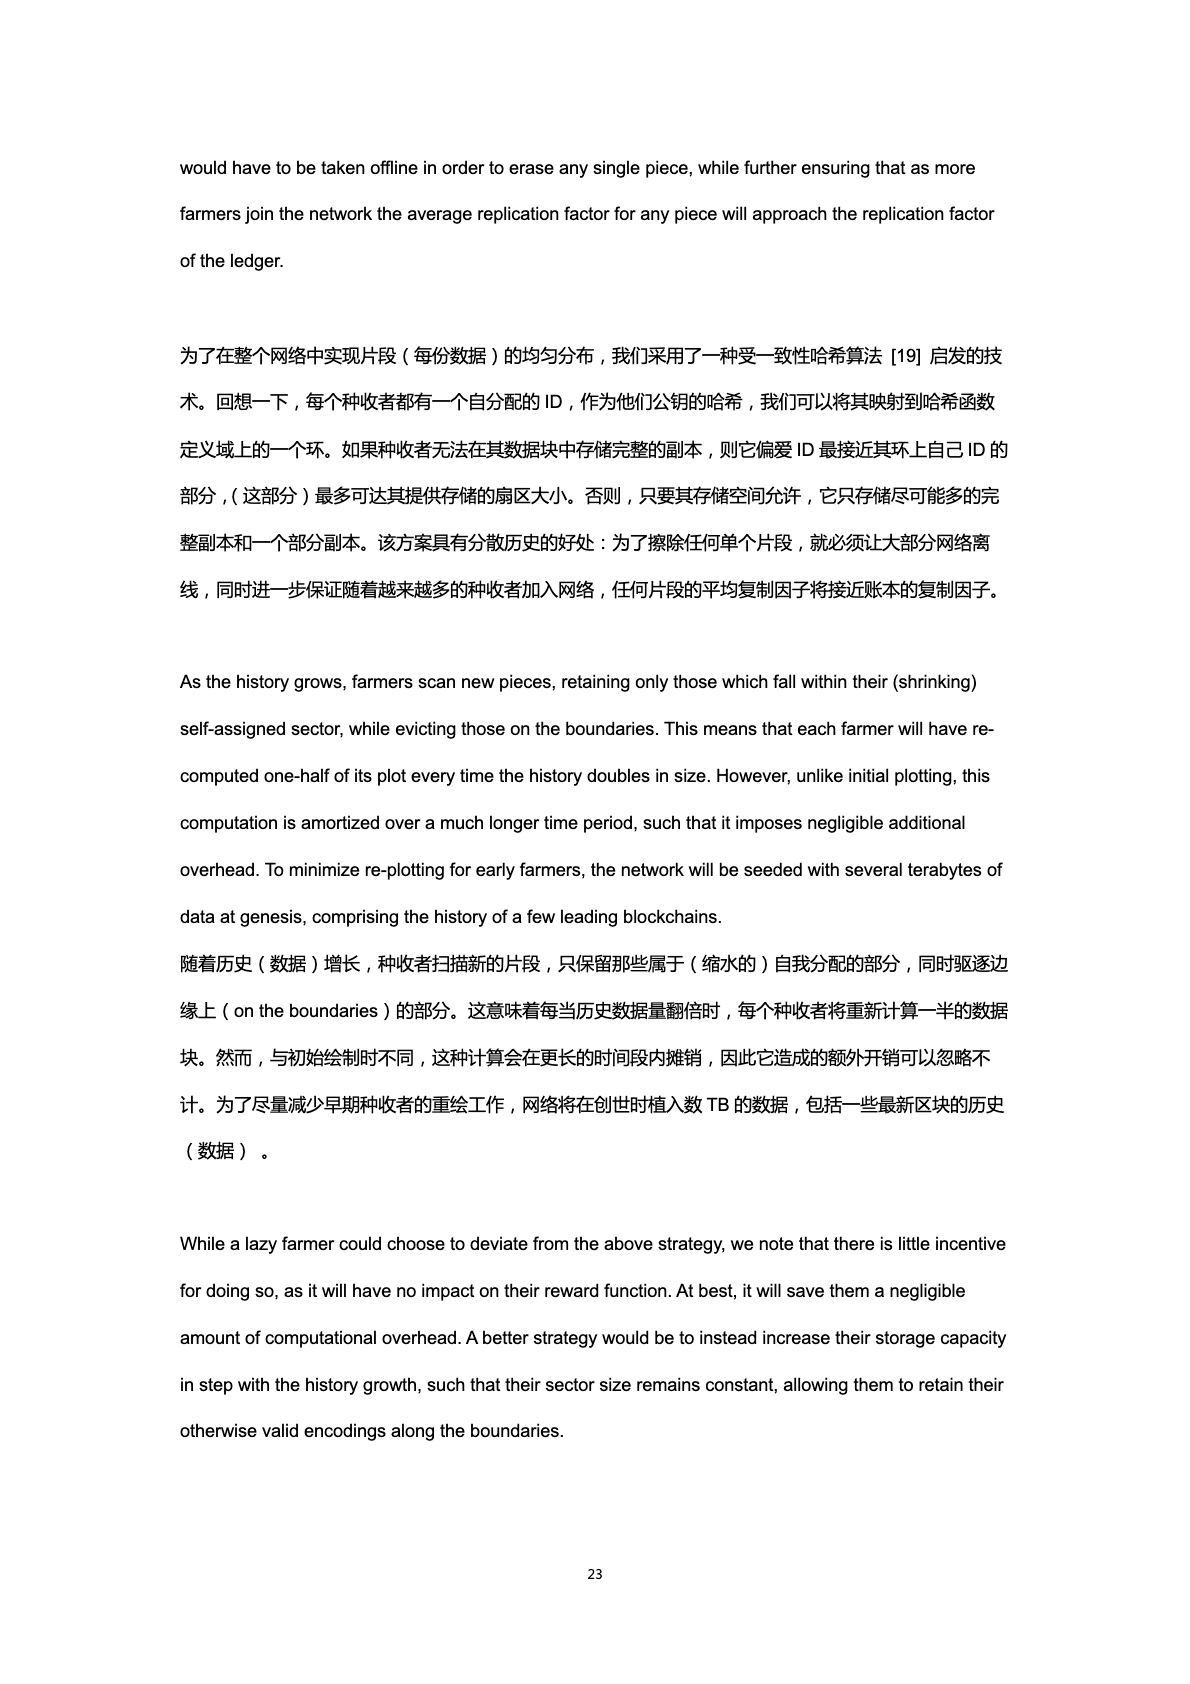 would have to be taken offline in order to erase any single piece, while further ensuring that as more
farmers join the network the average replication factor for any piece will approach the replication factor
of the ledger.
为了在整个网络中实现片段（每份数据）的均匀分布，我们采用了一种受一致性哈希算法 [19] 启发的技
术。回想一下，每个种收者都有一个自分配的 ID，作为他们公钥的哈希，我们可以将其映射到哈希函数
定义域上的一个环。如果种收者无法在其数据块中存储完整的副本，则它偏爱 ID 最接近其环上自己 ID 的
部分，（这部分）最多可达其提供存储的扇区大小。否则，只要其存储空间允许，它只存储尽可能多的完
整副本和一个部分副本。该方案具有分散历史的好处：为了擦除任何单个片段，就必须让大部分网络离
线，同时进一步保证随着越来越多的种收者加入网络，任何片段的平均复制因子将接近账本的复制因子。
As the history grows, farmers scan new pieces, retaining only those which fall within their (shrinking)
self-assigned sector, while evicting those on the boundaries. This means that each farmer will have re-
computed one-half of its plot every time the history doubles in size. However, unlike initial plotting, this
computation is amortized over a much longer time period, such that it imposes negligible additional
overhead. To minimize re-plotting for early farmers, the network will be seeded with several terabytes of
data at genesis, comprising the history of a few leading blockchains.
随着历史（数据）增长，种收者扫描新的片段，只保留那些属于（缩水的）自我分配的部分，同时驱逐边
缘上（on the boundaries）的部分。这意味着每当历史数据量翻倍时，每个种收者将重新计算一半的数据
块。然而，与初始绘制时不同，这种计算会在更长的时间段内摊销，因此它造成的额外开销可以忽略不
计。为了尽量减少早期种收者的重绘工作，网络将在创世时植入数 TB 的数据，包括一些最新区块的历史
（数据） 。
While a lazy farmer could choose to deviate from the above strategy, we note that there is little incentive
for doing so, as it will have no impact on their reward function. At best, it will save them a negligible
amount of computational overhead. A better strategy would be to instead increase their storage capacity
in step with the history growth, such that their sector size remains constant, allowing them to retain their
otherwise valid encodings along the boundaries.
23